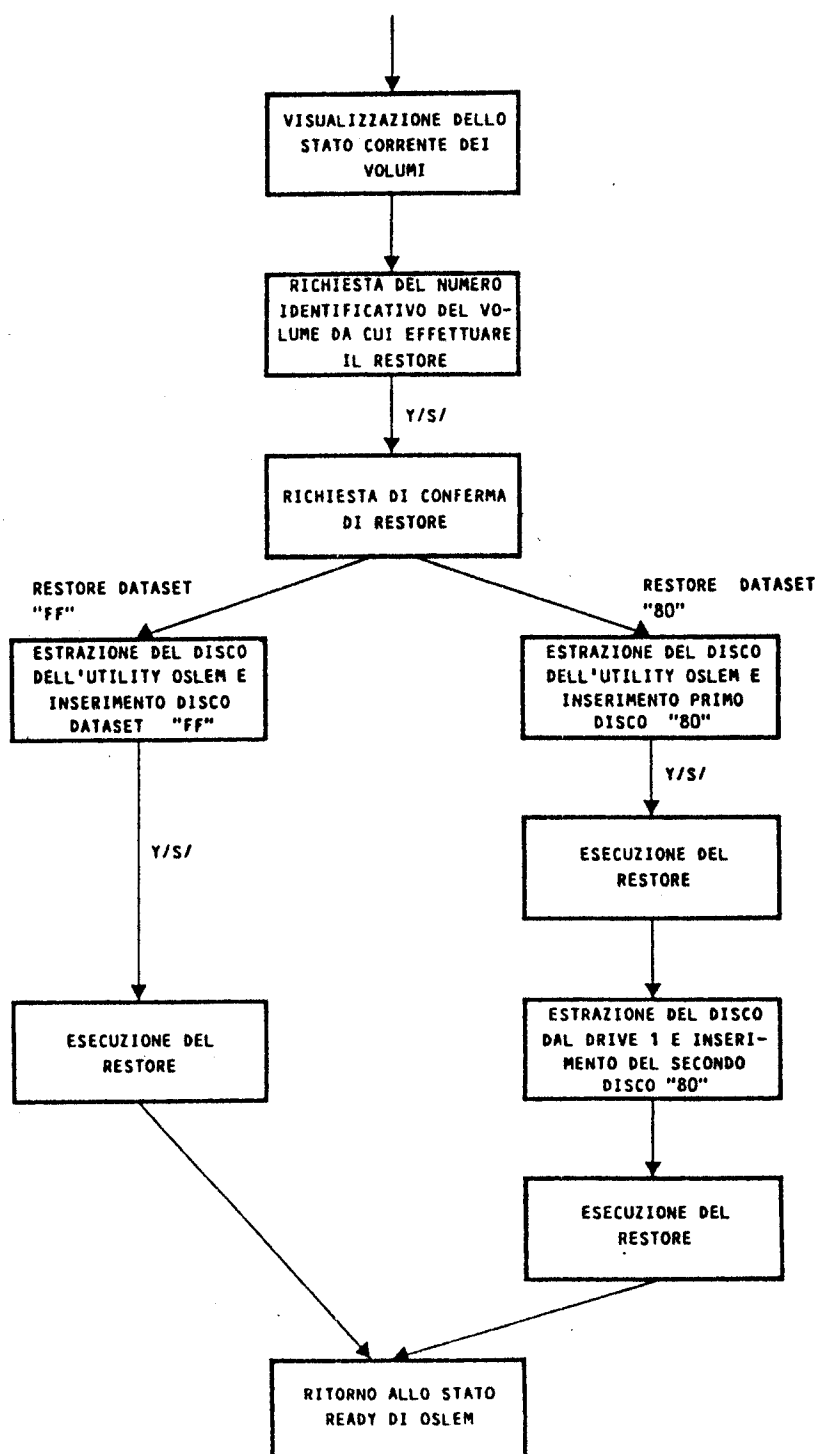 VISUALIZZAZIONE DELLO
STATO CORRENTE DEI
VOLUMI
RICHIESTA DEL NUMERO
IDENTIFICATIVO DEL VO-
LUME DA CUI EFFETTUARE
IL RESTORE
Y/S/
RICHIESTA DI CONFERMA
DI RESTORE
RESTORE DATASET
"FF"
ESTRAZIONE DEL DISCO
DELL'UTILITY OSLEM E
INSERIMENTO DISCO
DATASET "FF"
Y/S/
ESECUZIONE DEL
RESTORE
RESTORE DATASET
"80"
ESTRAZIONE DEL DISCO
DELL'UTILITY OSLEM E
INSERIMENTO PRIMO
DISCO "80"
Y/S/
ESECUZIONE DEL
RESTORE
ESTRAZIONE DEL DISCO
DAL DRIVE 1 E INSERI-
MENTO DEL SECONDO
DISCO "80"
ESECUZIONE DEL
RESTORE
RITORNO ALLO STATO
READY DI OSLEM